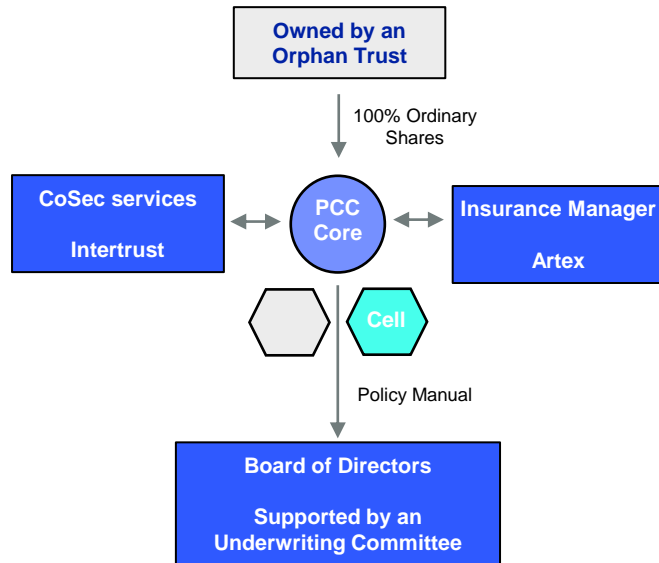 Owned by an
Orphan Trust
100% Ordinary
Shares
CoSec services
Intertrust
PCC
Core
Insurance Manager
Artex
Cell
Policy Manual
Board of Directors
Supported by an
Underwriting Committee